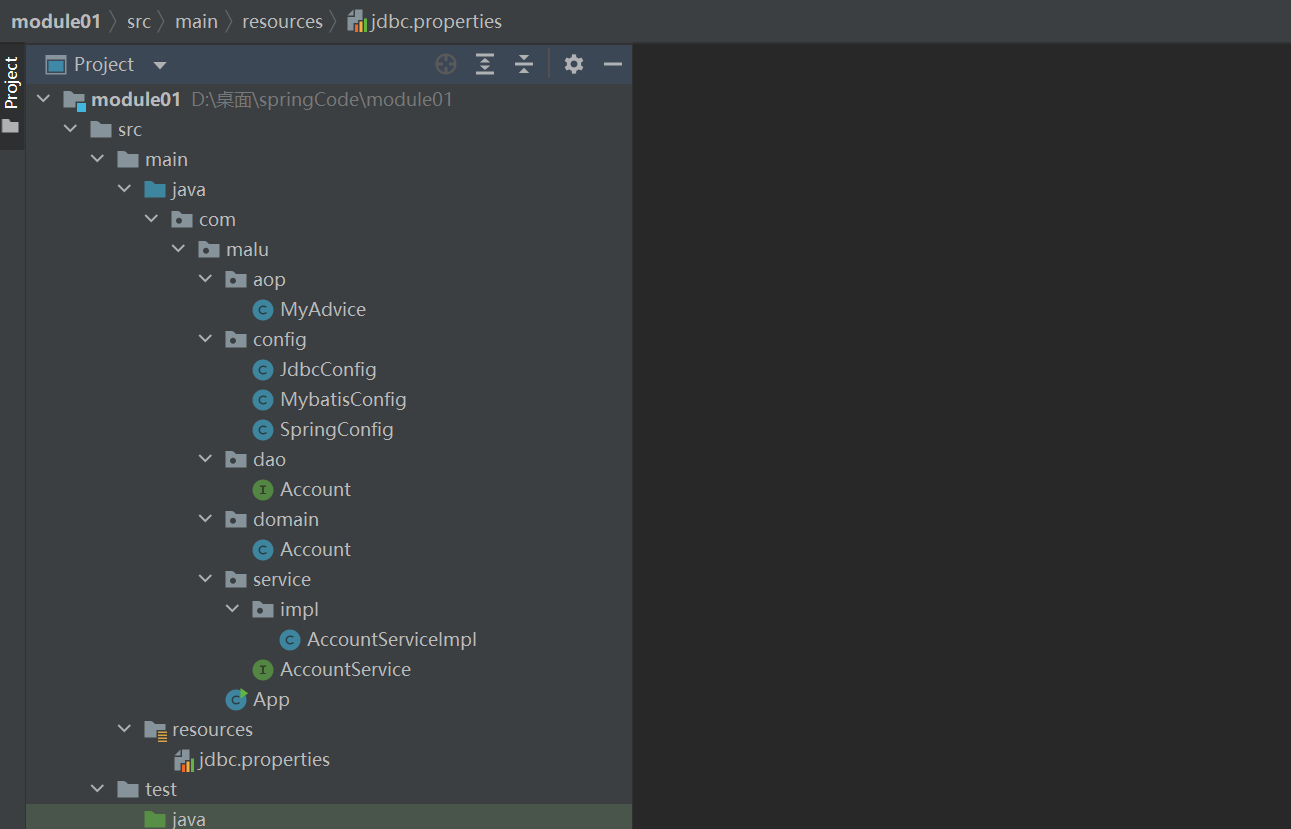 module01 src main resources jdbc.properties
Project
Project
module01 D:\桌面\springCode\module01
src
main
java
com
malu
aop
MyAdvice
config
JdbcConfig
MybatisConfig
SpringConfig
dao
Account
domain
Account
service
impl
AccountServiceImpl
AccountService
App
resources
jdbc.properties
test
java